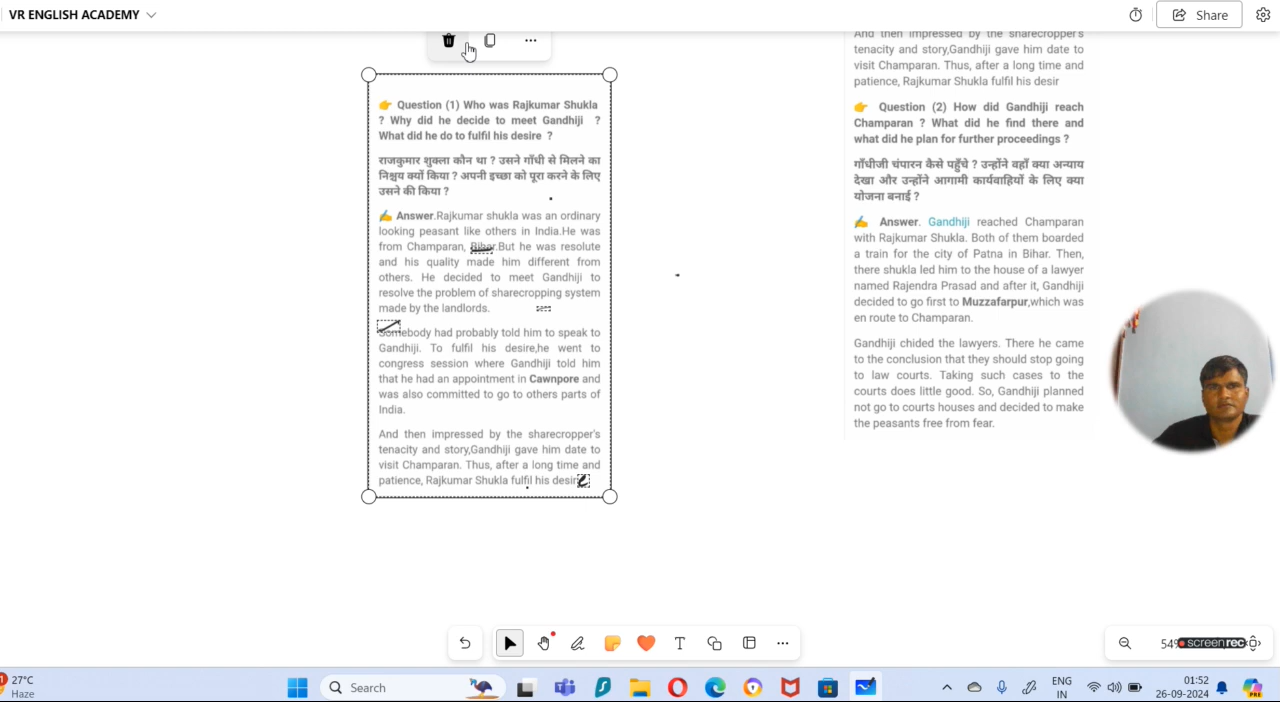 VR ENGLISH ACADEMY
Share
👉 Question (1) Who was Rajkumar Shukla
? Why did he decide to meet Gandhiji ?
What did he do to fulfil his desire ?
राजकुमार शुक्ला कौन था ? उसने गाँधी से मिलने का
निश्चय क्यों किया ? अपनी इच्छा को पूरा करने के लिए
उसने की किया ?
✍ Answer.Rajkumar shukla was an ordinary
looking peasant like others in India.He was
from Champaran, Bihar.But he was resolute
and his quality made him different from
others. He decided to meet Gandhiji to
resolve the problem of sharecropping system
made by the landlords.
Somebody had probably told him to speak to
Gandhiji. To fulfil his desire,he went to
congress session where Gandhiji told him
that he had an appointment in Cawnpore and
was also committed to go to others parts of
India.
And then impressed by the sharecropper's
tenacity and story,Gandhiji gave him date to
visit Champaran. Thus, after a long time and
patience, Rajkumar Shukla fulfil his desir
And then impressed by the sharecropper's
tenacity and story,Gandhiji gave him date to
visit Champaran. Thus, after a long time and
patience, Rajkumar Shukla fulfil his desir
👉 Question (2) How did Gandhiji reach
Champaran ? What did he find there and
what did he plan for further proceedings ?
गाँधीजी चंपारन कैसे पहुँचे ? उन्होंने वहाँ क्या अन्याय
देखा और उन्होंने आगामी कार्यवाहियों के लिए क्या
योजना बनाई ?
✍ Answer. Gandhiji reached Champaran
with Rajkumar Shukla. Both of them boarded
a train for the city of Patna in Bihar. Then,
there shukla led him to the house of a lawyer
named Rajendra Prasad and after it, Gandhiji
decided to go first to Muzzafarpur,which was
en route to Champaran.
Gandhiji chided the lawyers. There he came
to the conclusion that they should stop going
to law courts. Taking such cases to the
courts does little good. So, Gandhiji planned
not go to courts houses and decided to make
the peasants free from fear.
54%
screenrec
27°C
Haze
Search
ENG
IN
01:52
26-09-2024